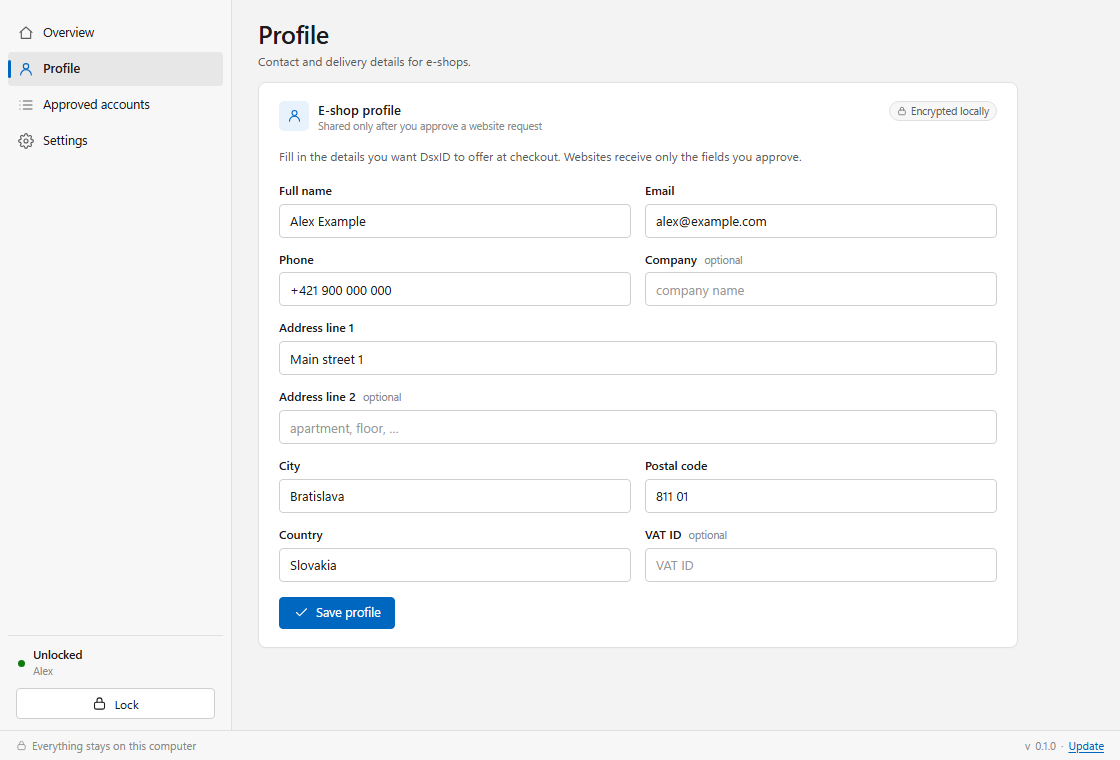 Overview
Profile
Approved accounts
Settings
Unlocked
Alex
Lock
Profile
Contact and delivery details for e-shops.
E-shop profile
Shared only after you approve a website request
Encrypted locally
Fill in the details you want DsxID to offer at checkout. Websites receive only the fields you approve.
Full name
Alex Example
Email
alex@example.com
Phone
+421 900 000 000
Company optional
company name
Address line 1
Main street 1
Address line 2 optional
apartment, floor, ...
City
Bratislava
Postal code
811 01
Country
Slovakia
VAT ID optional
VAT ID
Save profile
Everything stays on this computer
v 0.1.0 · Update